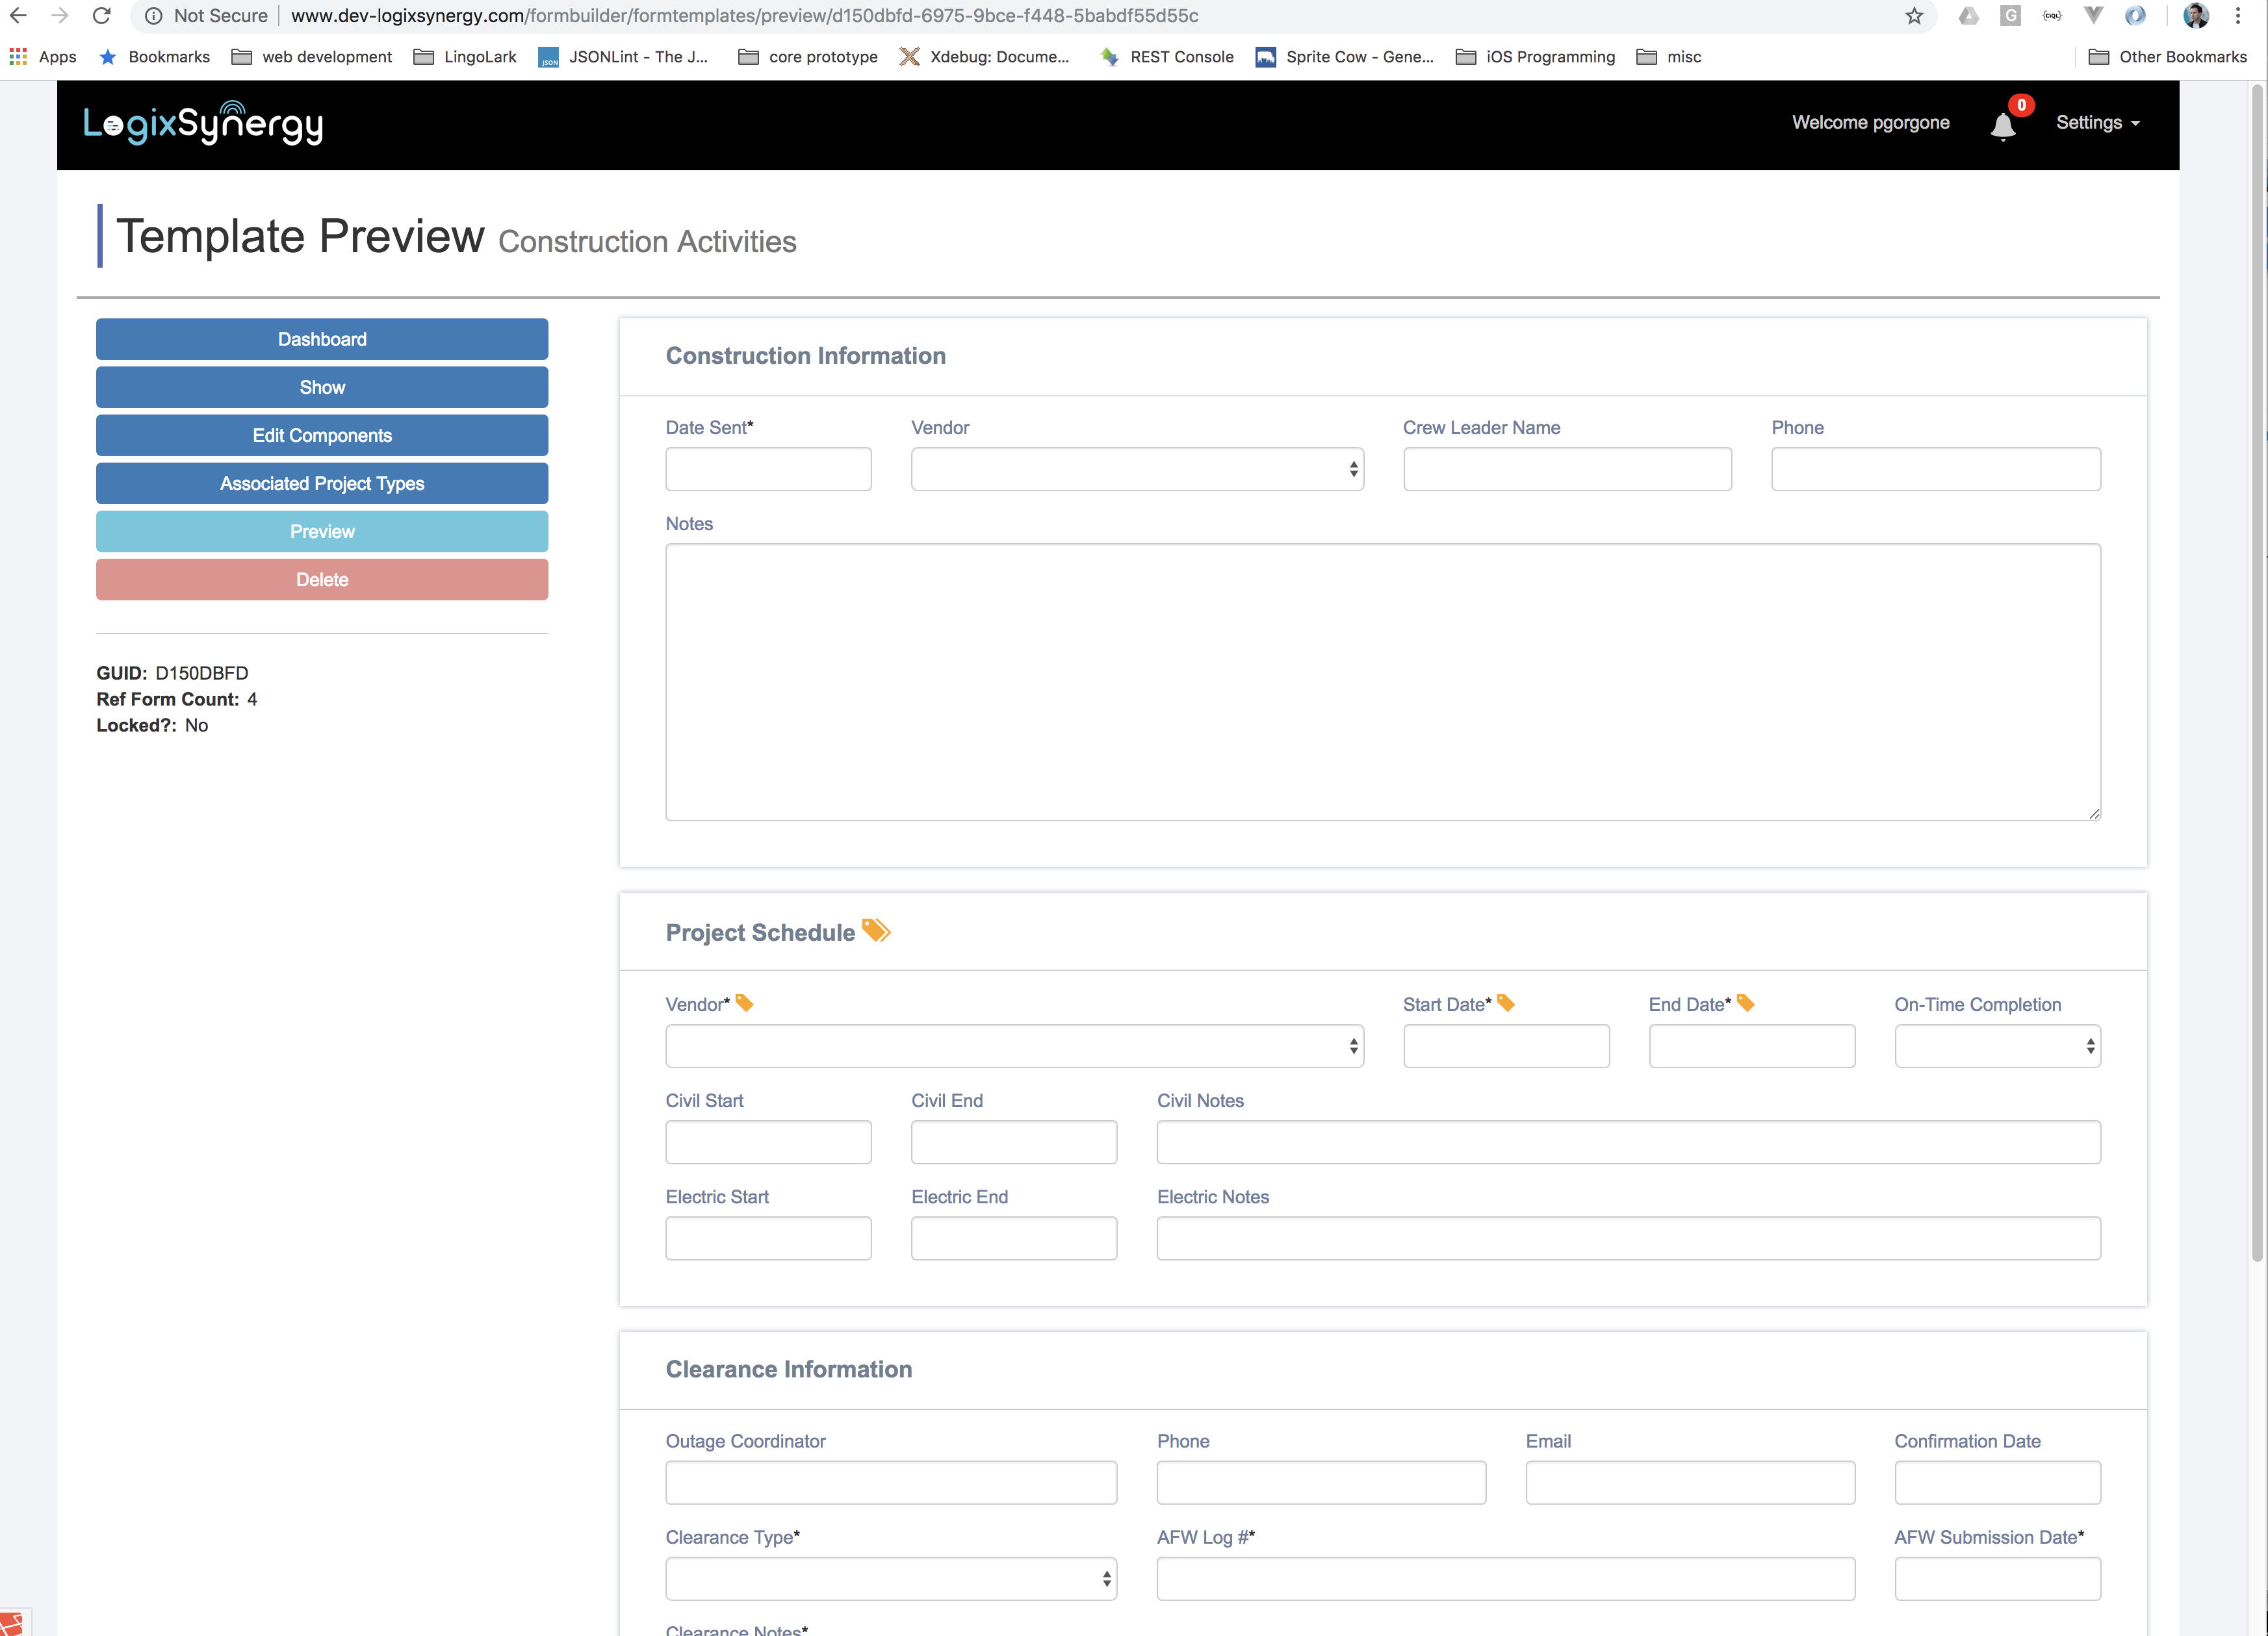 Not Secure | www.dev-logixsynergy.com/formbuilder/formtemplates/preview/d150dbfd-6975-9bce-f448-5babdf55d55c G {CQL}
Apps Bookmarks web development LingoLark JSON JSONLint - The J... core prototype Xdebug: Docume... REST Console Sprite Cow - Gene... iOS Programming misc Other Bookmarks
LogixSynergy Welcome pgorgone 0 Settings
Template Preview Construction Activities
Dashboard
Show
Edit Components
Associated Project Types
Preview
Delete
GUID: D150DBFD
Ref Form Count: 4
Locked?: No
Construction Information
Date Sent* Vendor Crew Leader Name Phone
Notes
Project Schedule
Vendor* Start Date* End Date* On-Time Completion
Civil Start Civil End Civil Notes
Electric Start Electric End Electric Notes
Clearance Information
Outage Coordinator Phone Email Confirmation Date
Clearance Type* AFW Log #* AFW Submission Date*
Clearance Notes*